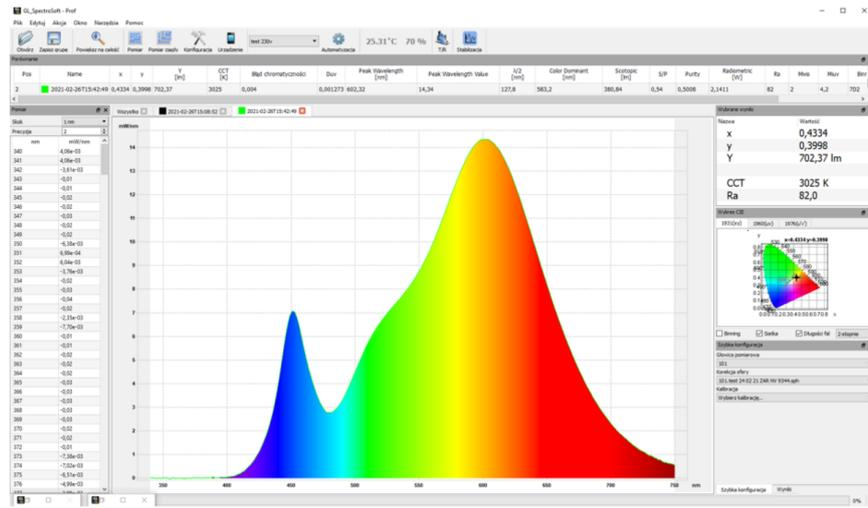 GL_SpectroSoft - Prof
Plik Edytuj Akcja Okno Narzędzia Pomoc
Otwórz Zapisz grupę Powiększ na całość Pomiar Pomiar ciągły Konfiguracja Urządzenie test 230v Automatyzacja 25.31°C 70 % T/R Stabilizacja
Porównanie
Pos Name x y Y [lm] CCT [K] Błąd chromatyczności Duv Peak Wavelength [nm] Peak Wavelength Value λ/2 [nm] Color Dominant [nm] Scotopic [lm] S/P Purity Radiometric [W] Ra Mva Muv Binr
2 2021-02-26T15:42:49 0,4334 0,3998 702,37 3025 0,004 0,001273 602,32 14,34 127,8 583,2 380,84 0,54 0,5008 2,1411 82 2 4,2 702
Pomiar
Wszystko 2021-02-26T15:08:52 2021-02-26T15:42:49
Skok 1 nm
Precyzja 2
nm mW/nm
340 4,06e-03
341 4,06e-03
342 -3,61e-03
343 -0,01
344 -0,01
345 -0,02
346 -0,02
347 -0,03
348 -0,02
349 -0,02
350 -6,38e-03
351 6,99e-04
352 6,04e-03
353 -3,76e-03
354 -0,02
355 -0,03
356 -0,04
357 -0,02
358 -2,35e-03
359 -7,70e-03
360 -0,01
361 -0,01
362 -0,02
363 -0,02
364 -0,02
365 -0,02
366 -0,03
367 -0,03
368 -0,03
369 -0,03
370 -0,02
371 -0,02
372 -0,01
373 -7,38e-03
374 -7,02e-03
375 -6,51e-03
376 -4,99e-03
mW/nm
14
13
12
11
10
9
8
7
6
5
4
3
2
1
0
350 400 450 500 550 600 650 700 750 nm
Wybrane wyniki
Nazwa Wartość
x 0,4334
y 0,3998
Y 702,37 lm
CCT 3025 K
Ra 82,0
Wykres CIE
1931(xy) 1960(uv) 1976(u'v')
x=0.4334 y=0.3998
Binning Siatka Długości fal 2 stopnie
Szybka konfiguracja
Głowica pomiarowa
101
Korekcja sfery
101.test 24 02 21 ZAR NV 9344.sph
Kalibracja
Wybierz kalibrację...
Szybka konfiguracja Wyniki
0%